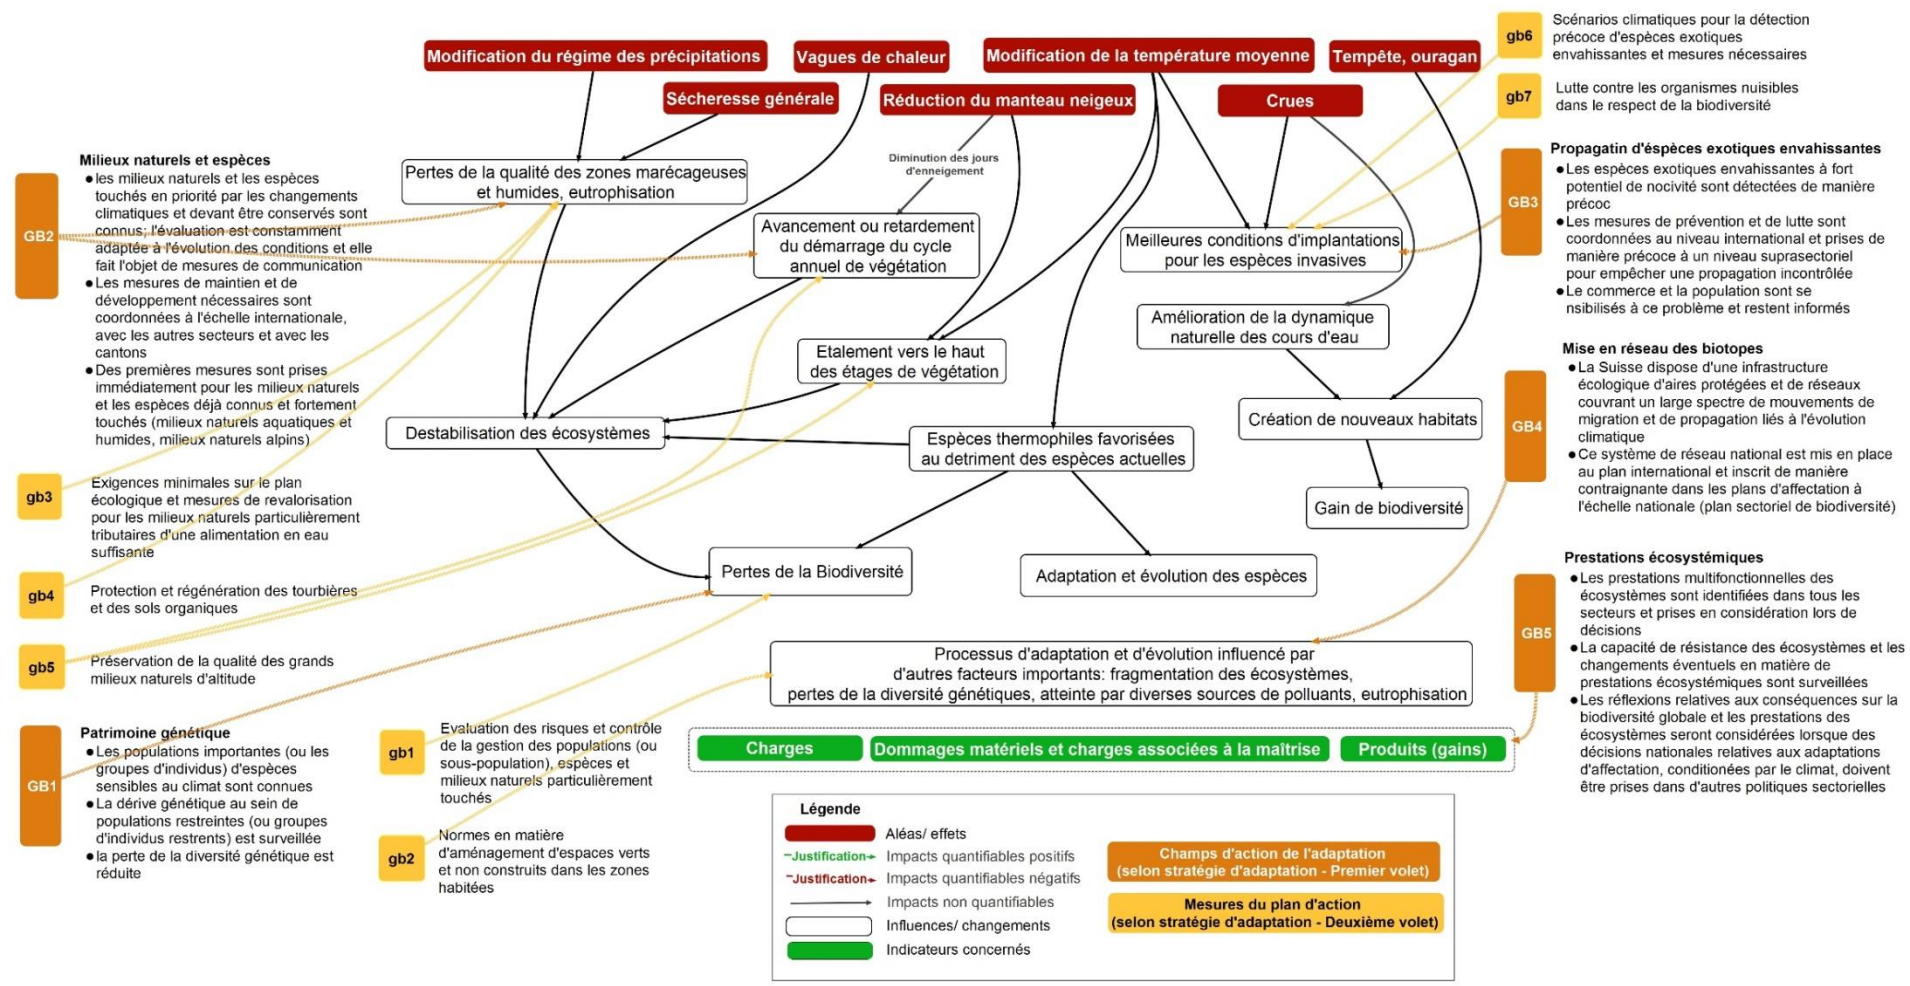 Modification du régime des précipitations
Vagues de chaleur
Modification de la température moyenne
Tempête, ouragan
Sécheresse générale
Réduction du manteau neigeux
Crues
Diminution des jours
d'enneigement
Pertes de la qualité des zones marécageuses
et humides, eutrophisation
Avancement ou retardement
du démarrage du cycle
annuel de végétation
Meilleures conditions d'implantations
pour les espèces invasives
Amélioration de la dynamique
naturelle des cours d'eau
Etalement vers le haut
des étages de végétation
Destabilisation des écosystèmes
Espèces thermophiles favorisées
au detriment des espèces actuelles
Création de nouveaux habitats
Gain de biodiversité
Pertes de la Biodiversité
Adaptation et évolution des espèces
Processus d'adaptation et d'évolution influencé par
d'autres facteurs importants: fragmentation des écosystèmes,
pertes de la diversité génétiques, atteinte par diverses sources de polluants, eutrophisation
Charges
Dommages matériels et charges associées à la maîtrise
Produits (gains)
GB2
Milieux naturels et espèces
● les milieux naturels et les espèces
touchés en priorité par les changements
climatiques et devant être conservés sont
connus; l'évaluation est constamment
adaptée à l'évolution des conditions et elle
fait l'objet de mesures de communication
● Les mesures de maintien et de
développement nécessaires sont
coordonnées à l'échelle internationale,
avec les autres secteurs et avec les
cantons
● Des premières mesures sont prises
immédiatement pour les milieux naturels
et les espèces déjà connus et fortement
touchés (milieux naturels aquatiques et
humides, milieux naturels alpins)
gb3
Exigences minimales sur le plan
écologique et mesures de revalorisation
pour les milieux naturels particulièrement
tributaires d'une alimentation en eau
suffisante
gb4
Protection et régénération des tourbières
et des sols organiques
gb5
Préservation de la qualité des grands
milieux naturels d'altitude
GB1
Patrimoine génétique
● Les populations importantes (ou les
groupes d'individus) d'espèces
sensibles au climat sont connues
● La dérive génétique au sein de
populations restreintes (ou groupes
d'individus restrents) est surveillée
● la perte de la diversité génétique est
réduite
gb1
Evaluation des risques et contrôle
de la gestion des populations (ou
sous-population), espèces et
milieux naturels particulièrement
touchés
gb2
Normes en matière
d'aménagement d'espaces verts
et non construits dans les zones
habitées
gb6
Scénarios climatiques pour la détection
précoce d'espèces exotiques
envahissantes et mesures nécessaires
gb7
Lutte contre les organismes nuisibles
dans le respect de la biodiversité
GB3
Propagatin d'éspèces exotiques envahissantes
● Les espèces exotiques envahissantes à fort
potentiel de nocivité sont détectées de manière
précoc
● Les mesures de prévention et de lutte sont
coordonnées au niveau international et prises de
manière précoce à un niveau suprasectoriel
pour empêcher une propagation incontrôlée
● Le commerce et la population sont se
nsibilisés à ce problème et restent informés
GB4
Mise en réseau des biotopes
● La Suisse dispose d'une infrastructure
écologique d'aires protégées et de réseaux
couvrant un large spectre de mouvements de
migration et de propagation liés à l'évolution
climatique
● Ce système de réseau national est mis en place
au plan international et inscrit de manière
contraignante dans les plans d'affectation à
l'échelle nationale (plan sectoriel de biodiversité)
GB5
Prestations écosystémiques
● Les prestations multifonctionnelles des
écosystèmes sont identifiées dans tous les
secteurs et prises en considération lors de
décisions
● La capacité de résistance des écosystèmes et les
changements éventuels en matière de
prestations écosystémiques sont surveillées
● Les réflexions relatives aux conséquences sur la
biodiversité globale et les prestations des
écosystèmes seront considérées lorsque des
décisions nationales relatives aux adaptations
d'affectation, conditionées par le climat, doivent
être prises dans d'autres politiques sectorielles
Légende
Aléas/ effets
Justification
Impacts quantifiables positifs
Justification
Impacts quantifiables négatifs
Impacts non quantifiables
Influences/ changements
Indicateurs concernés
Champs d'action de l'adaptation
(selon stratégie d'adaptation - Premier volet)
Mesures du plan d'action
(selon stratégie d'adaptation - Deuxième volet)